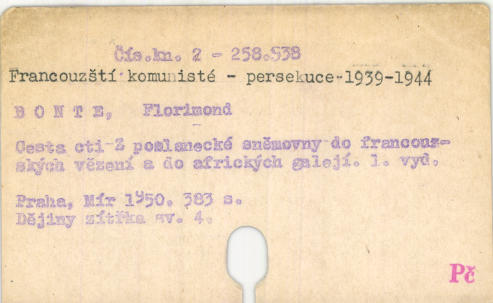 Čís.kn. 2 - 258.538
Francouzští komunisté - persekuce-1939-1944
B O N T E, Florimond
Cesta cti-Z poslanecké sněmovny do francouz-
ských vězení a do afrických galejí. 1. vyd.
Praha, Mír 1950. 383 s.
Dějiny zítřka sv. 4.
Pč